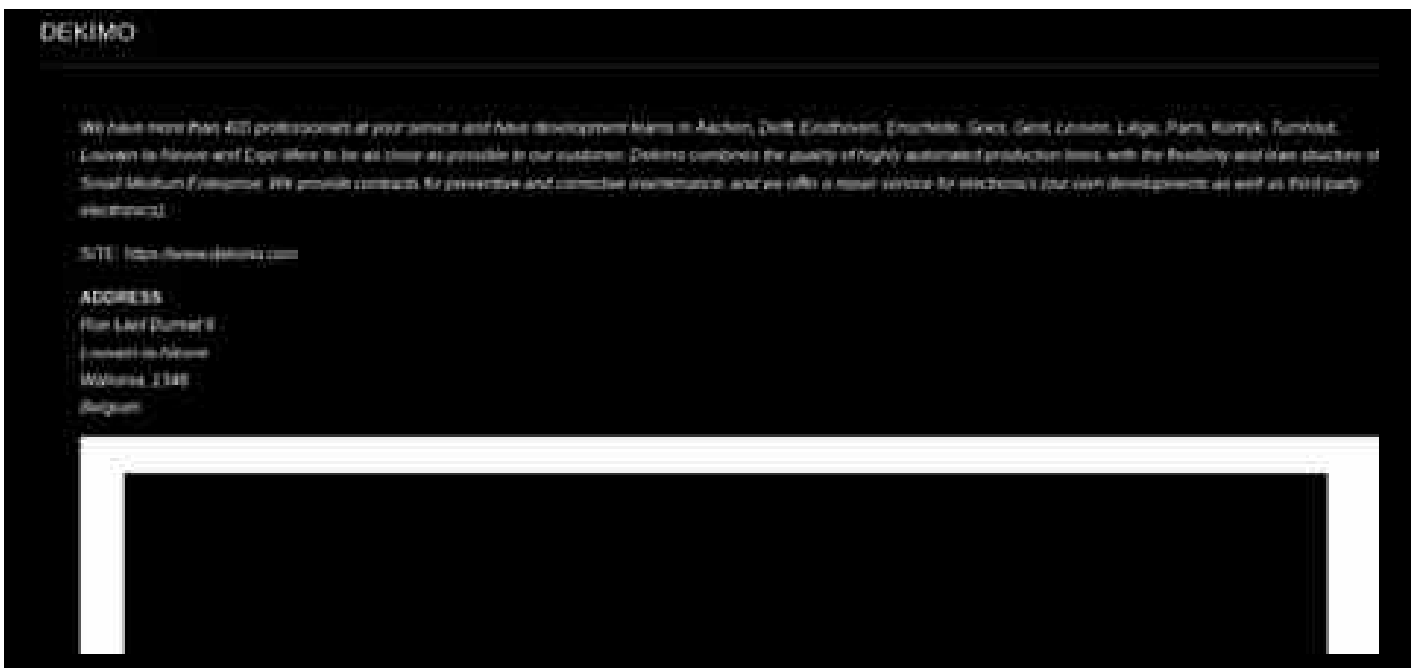 DEKIMO
We have more than 400 professionals at your service and have development teams in Aachen, Delft, Eindhoven, Enschede, Goes, Gent, Leuven, Liège, Paris, Kortrijk, Turnhout,
Louvain la Neuve and to be as close as possible to our customer. Dekimo combines the quality of highly automated production lines, with the flexibility and lean structure of
Small Medium Enterprise. We provide contracts for preventive and corrective maintenance, and we offer a repair service for electronics (our own developments as well as third party
electronics).
SITE: https://www.dekimo.com
ADDRESS
Louvain-la-Neuve
Wallonia, 1348
Belgium